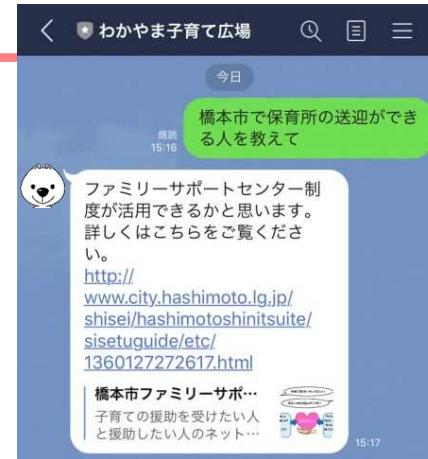 わかやま子育て広場
今日
橋本市で保育所の送迎ができ
る人を教えて
既読
15:16
ファミリーサポートセンター制
度が活用できるかと思います。
詳しくはこちらをご覧くださ
い。
http://
www.city.hashimoto.lg.jp/
shisei/hashimotoshinitsuite/
sisetuguide/etc/
1360127272617.html
橋本市ファミリーサポ…
子育ての援助を受けたい人
と援助したい人のネット…
15:17